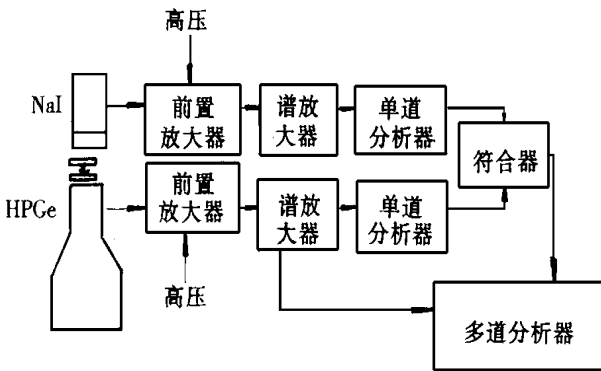 高压
NaI
前置
放大器
谱放
大器
单道
分析器
符合器
HPGe
前置
放大器
谱放
大器
单道
分析器
高压
多道分析器